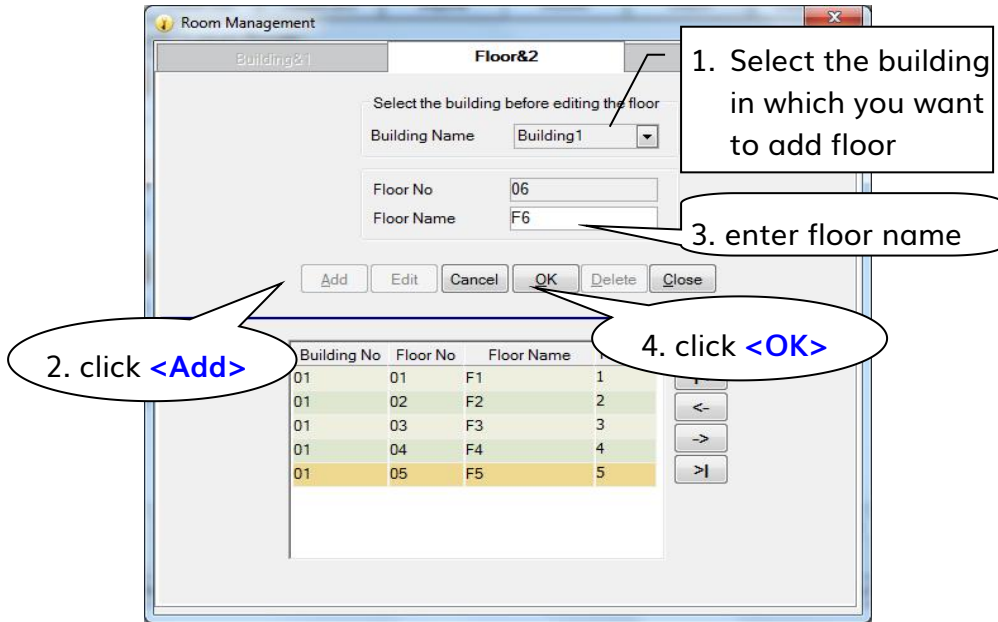 Room Management
x
Building&1
Floor&2
1. Select the building
in which you want
to add floor
Select the building before editing the floor
Building Name Building1
Floor No 06
Floor Name F6
3. enter floor name
Add Edit Cancel OK Delete Close
2. click <Add>
4. click <OK>
Building No Floor No Floor Name
01 01 F1 1
01 02 F2 2
<-
01 03 F3 3
->
01 04 F4 4
>|
01 05 F5 5